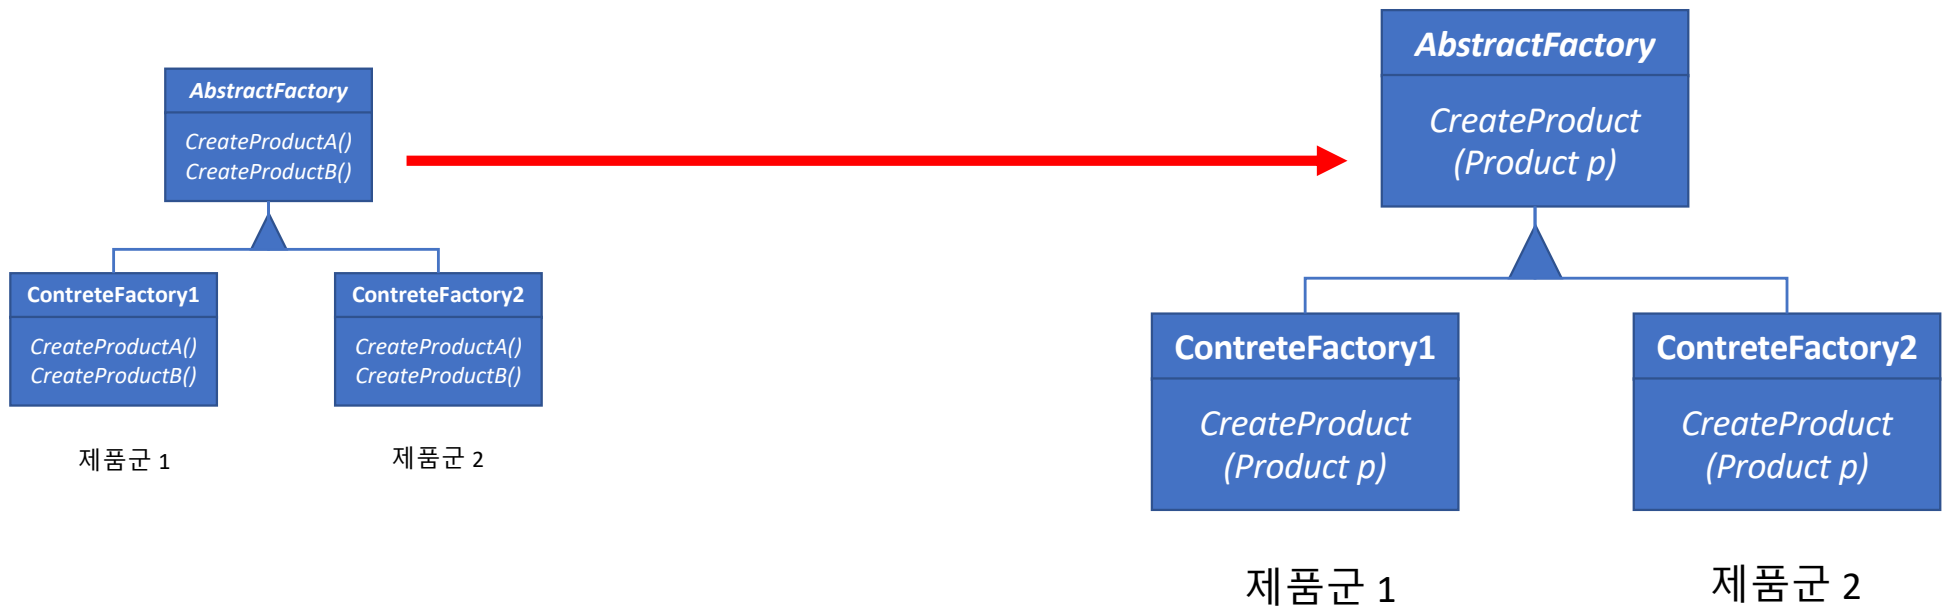 AbstractFactory
CreateProductA()
CreateProductB()
ContreteFactory1
CreateProductA()
CreateProductB()
제품군 1
ContreteFactory2
CreateProductA()
CreateProductB()
제품군 2
AbstractFactory
CreateProduct
(Product p)
ContreteFactory1
CreateProduct
(Product p)
제품군 1
ContreteFactory2
CreateProduct
(Product p)
제품군 2